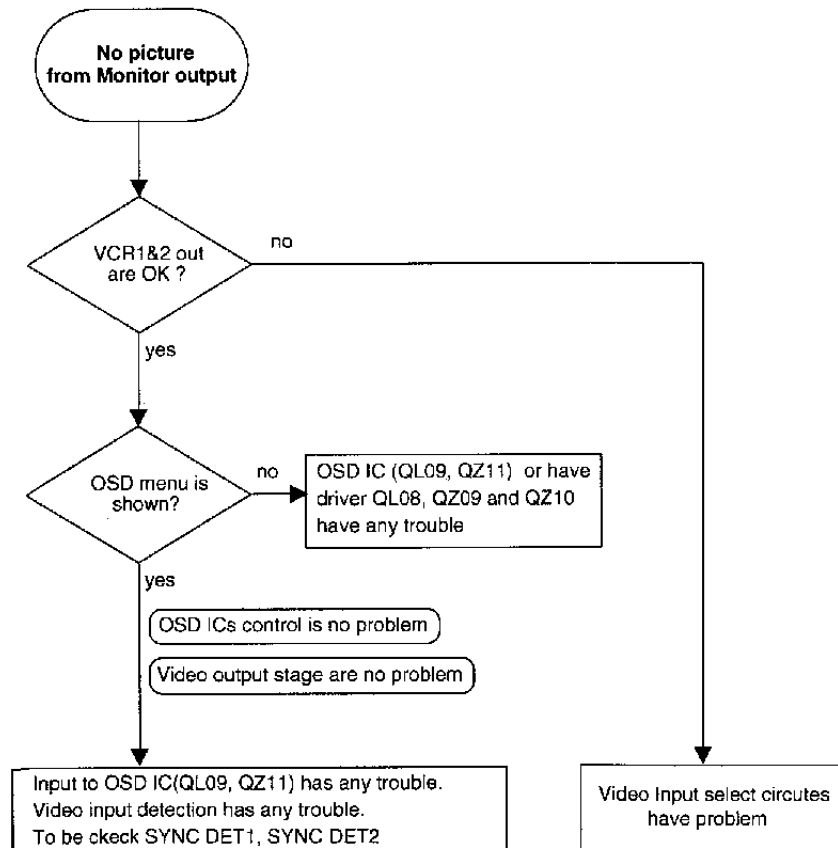 No picture
from Monitor output
VCR1&2 out
are OK ?
no
yes
OSD menu is
shown?
no
OSD IC (QL09, QZ11) or have
driver QL08, QZ09 and QZ10
have any trouble
yes
OSD ICs control is no problem
Video output stage are no problem
Input to OSD IC(QL09, QZ11) has any trouble.
Video input detection has any trouble.
To be ckeck SYNC DET1, SYNC DET2
Video Input select circutes
have problem